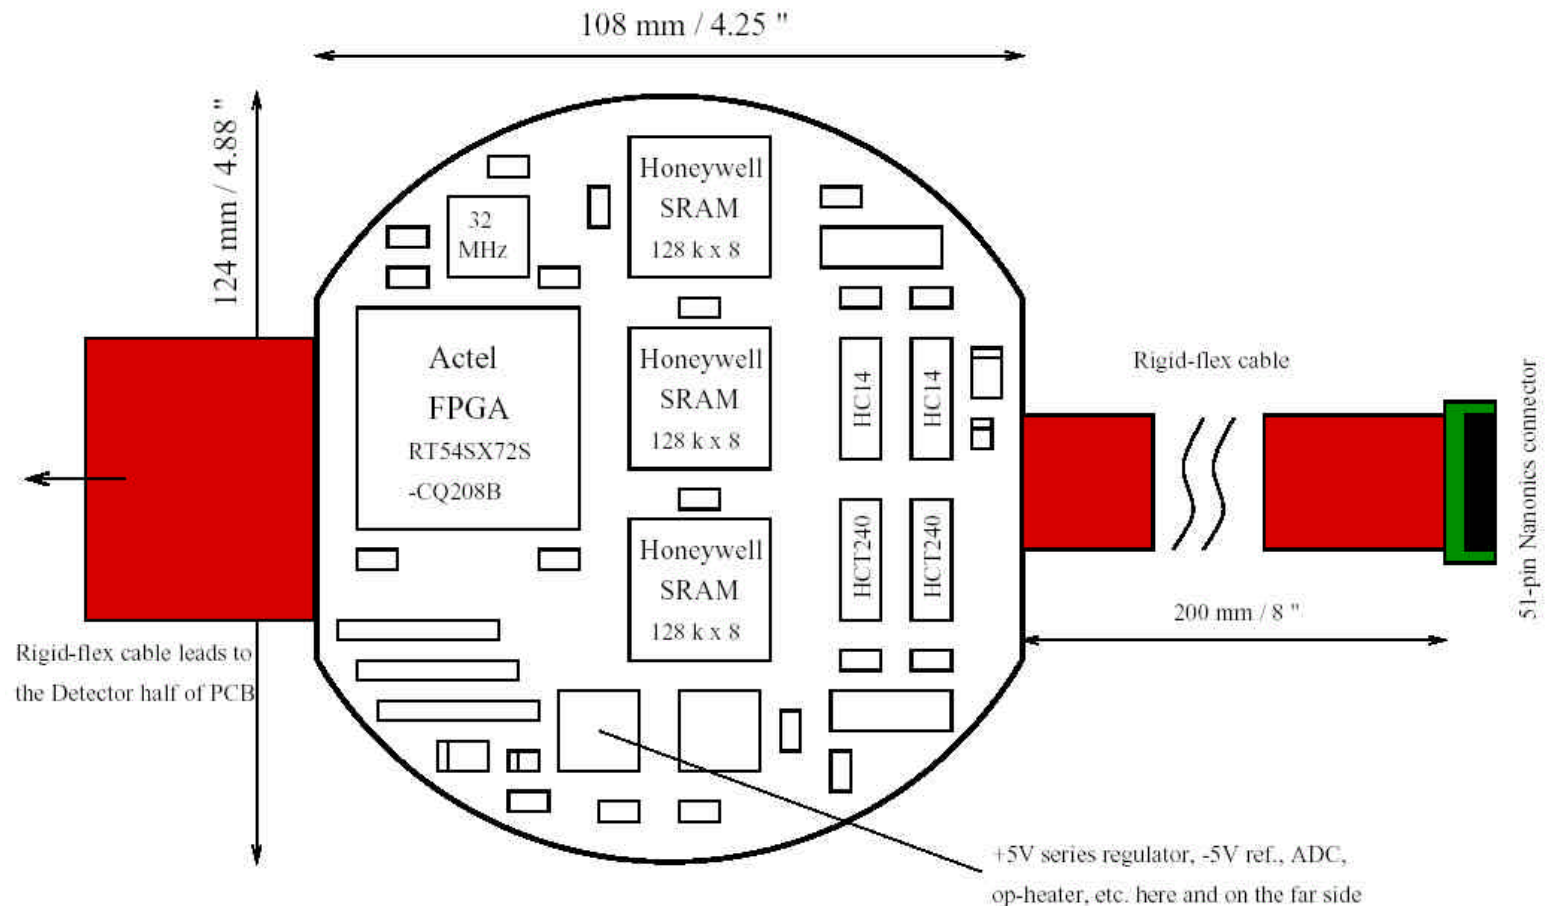 108 mm / 4.25 "
124 mm / 4.88 "
32
MHz
Honeywell
SRAM
128 k x 8
Actel
FPGA
RT54SX72S
-CQ208B
Honeywell
SRAM
128 k x 8
HC14
HC14
Honeywell
SRAM
128 k x 8
HCT240
HCT240
Rigid-flex cable
51-pin Nanonics connector
200 mm / 8 "
Rigid-flex cable leads to
the Detector half of PCB
+5V series regulator, -5V ref., ADC,
op-heater, etc. here and on the far side